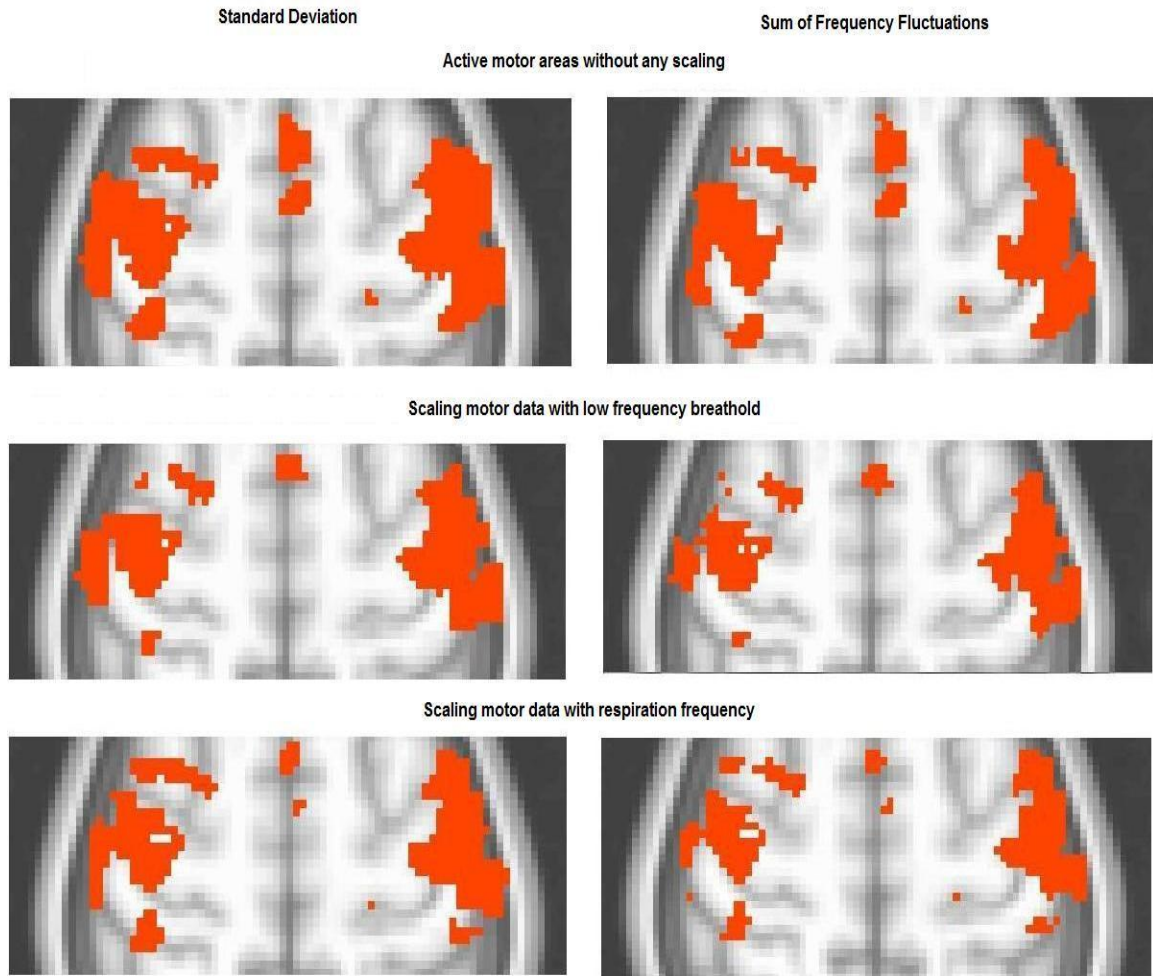 Standard Deviation
Sum of Frequency Fluctuations
Active motor areas without any scaling
Scaling motor data with low frequency breathold
Scaling motor data with respiration frequency